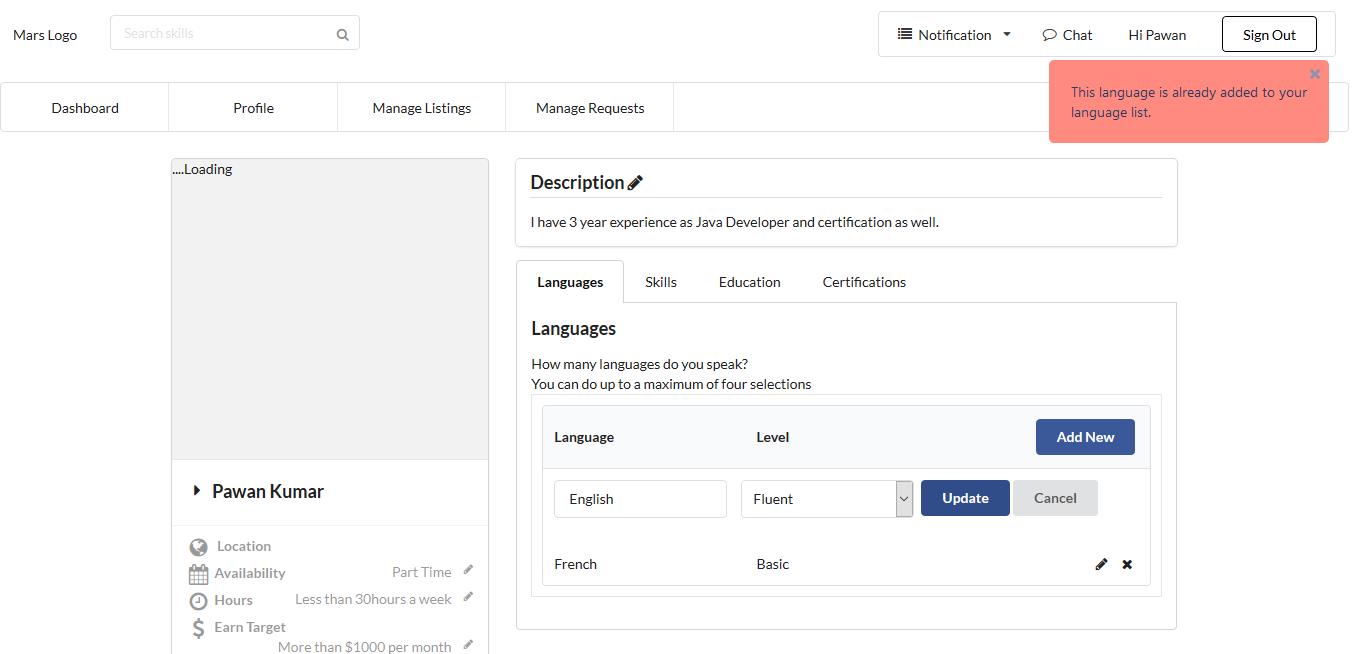 Mars Logo
Search skills
Notification
Chat
Hi Pawan
Sign Out
This language is already added to your
language list.
Dashboard
Profile
Manage Listings
Manage Requests
....Loading
Description
I have 3 year experience as Java Developer and certification as well.
Languages
Skills
Education
Certifications
Languages
How many languages do you speak?
You can do up to a maximum of four selections
Language
Level
Add New
English
Fluent
Update
Cancel
French
Basic
Pawan Kumar
Location
Availability
Part Time
Hours
Less than 30hours a week
Earn Target
More than $1000 per month